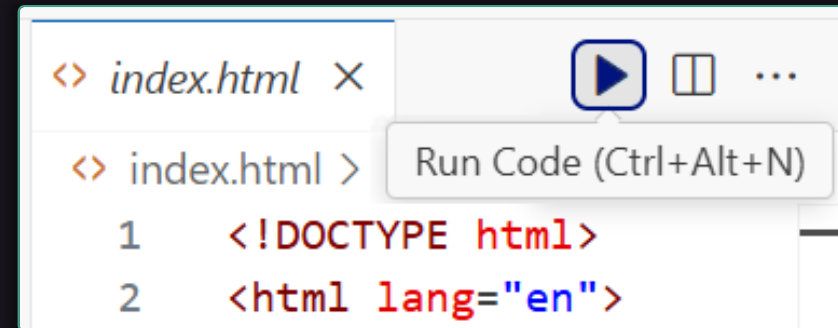 <> index.html ×
<> index.html >
Run Code (Ctrl+Alt+N)
1 <!DOCTYPE html>
2 <html lang="en">